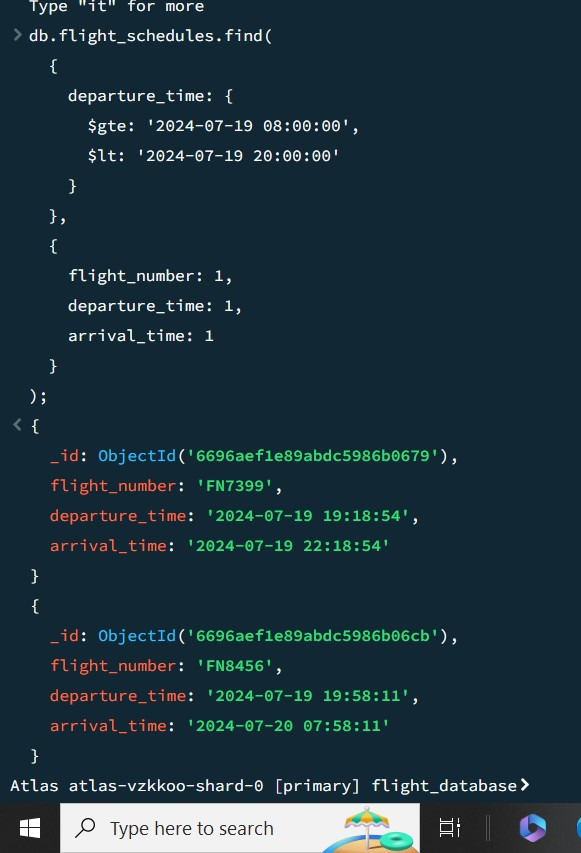 Type "it" for more
> db.flight_schedules.find(
{
departure_time: {
$gte: '2024-07-19 08:00:00',
$lt: '2024-07-19 20:00:00'
}
},
{
flight_number: 1,
departure_time: 1,
arrival_time: 1
}
);
< {
_id: ObjectId('6696aef1e89abdc5986b0679'),
flight_number: 'FN7399',
departure_time: '2024-07-19 19:18:54',
arrival_time: '2024-07-19 22:18:54'
}
{
_id: ObjectId('6696aef1e89abdc5986b06cb'),
flight_number: 'FN8456',
departure_time: '2024-07-19 19:58:11',
arrival_time: '2024-07-20 07:58:11'
}
Atlas atlas-vzkkoo-shard-0 [primary] flight_database>
Type here to search